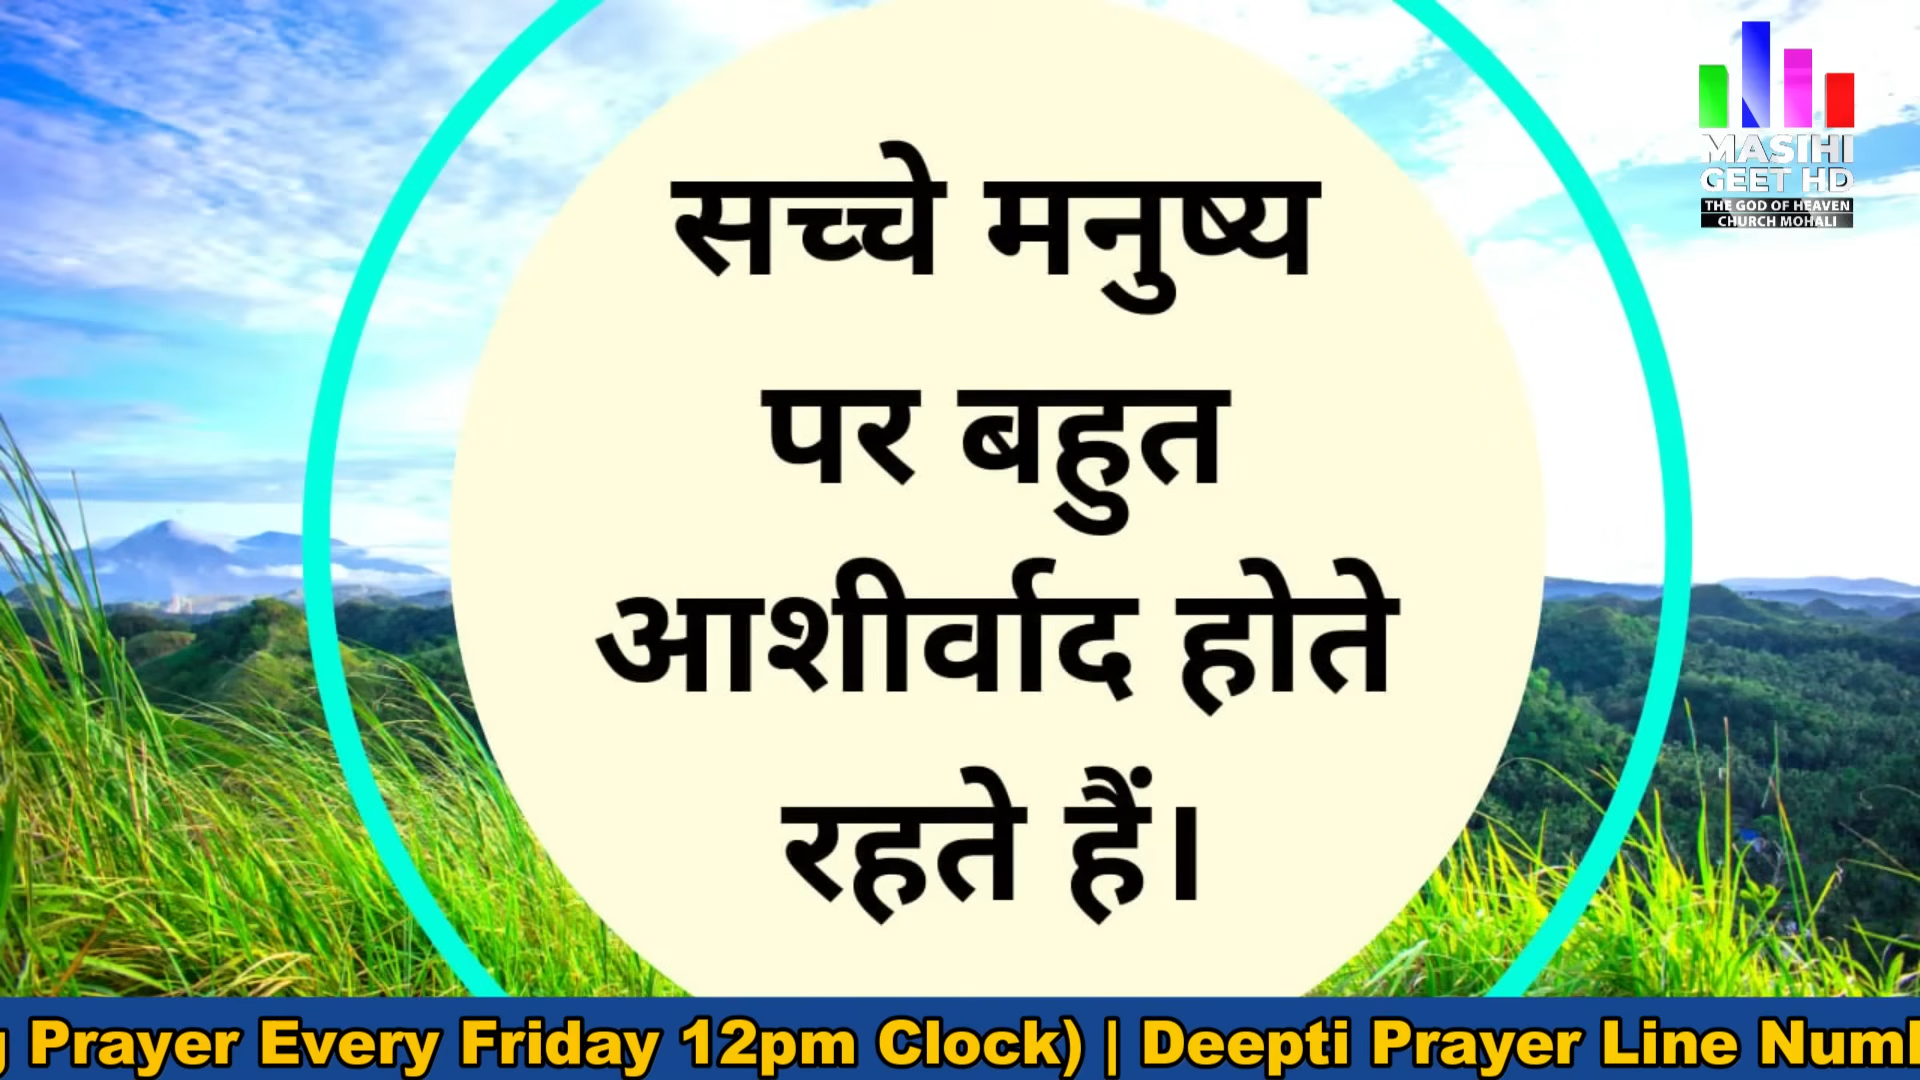 सच्चे मनुष्य
पर बहुत
आशीर्वाद होते
रहते हैं।
MASIHI
GEET HD
THE GOD OF HEAVEN
CHURCH MOHALI
Prayer Every Friday 12pm Clock) | Deepti Prayer Line